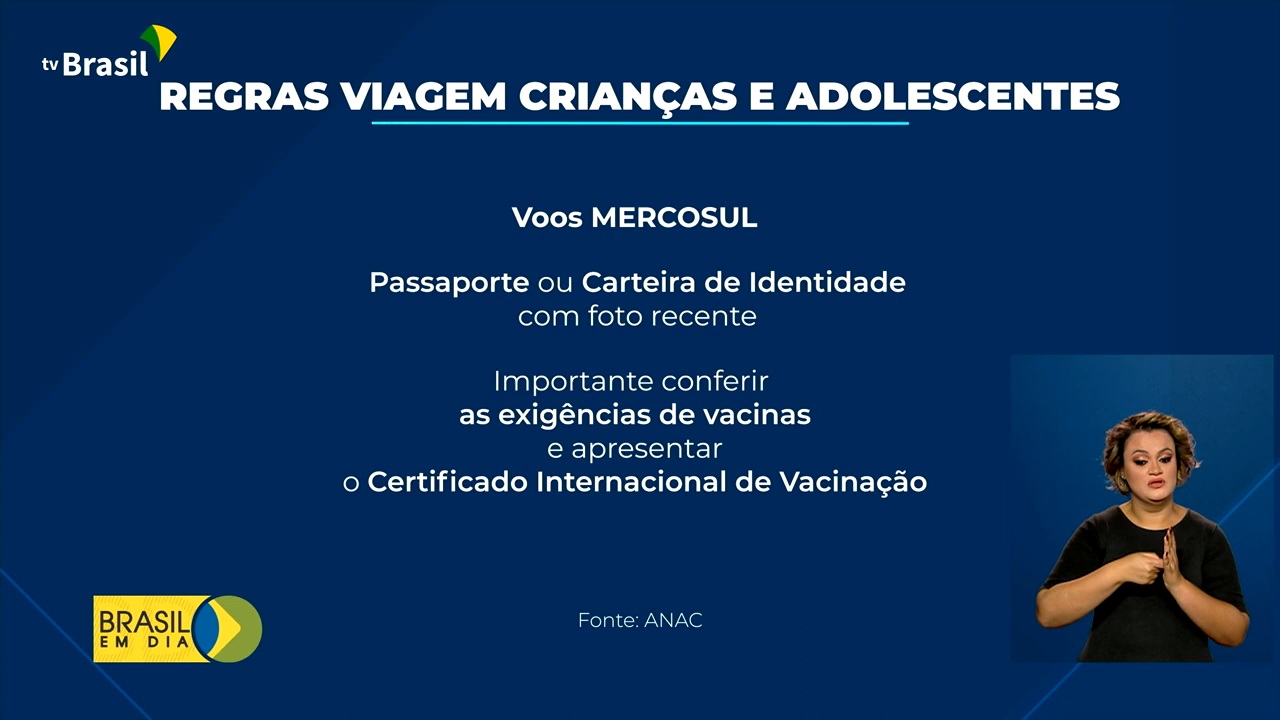 tv Brasil
REGRAS VIAGEM CRIANÇAS E ADOLESCENTES
Voos MERCOSUL
Passaporte ou Carteira de Identidade
com foto recente
Importante conferir
as exigências de vacinas
e apresentar
o Certificado Internacional de Vacinação
BRASIL
EM DIA
Fonte: ANAC